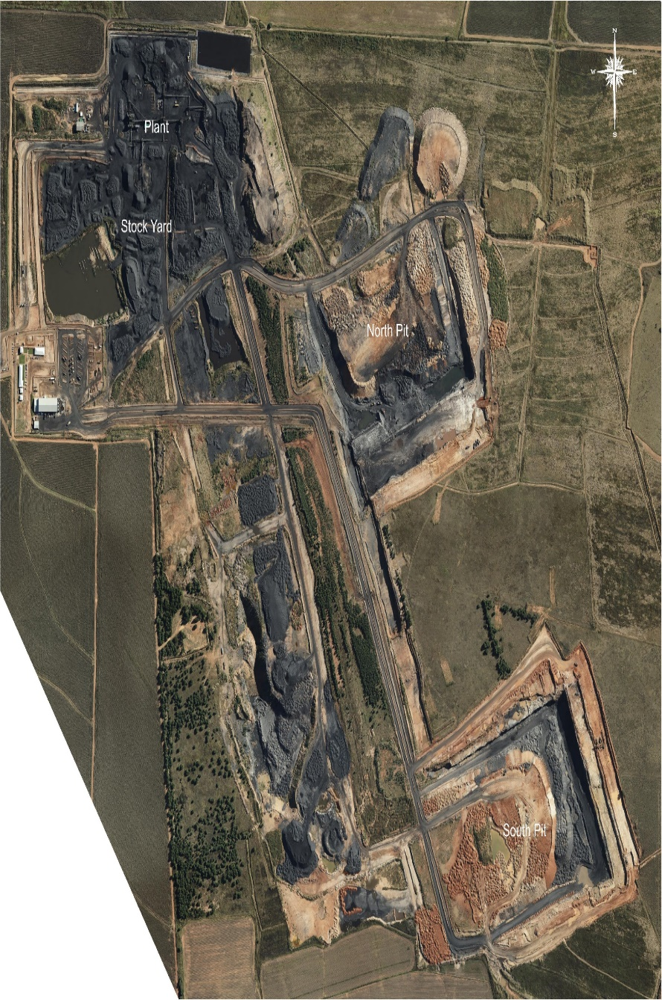 N
W E
S
Plant
Stock Yard
North Pit
South Pit